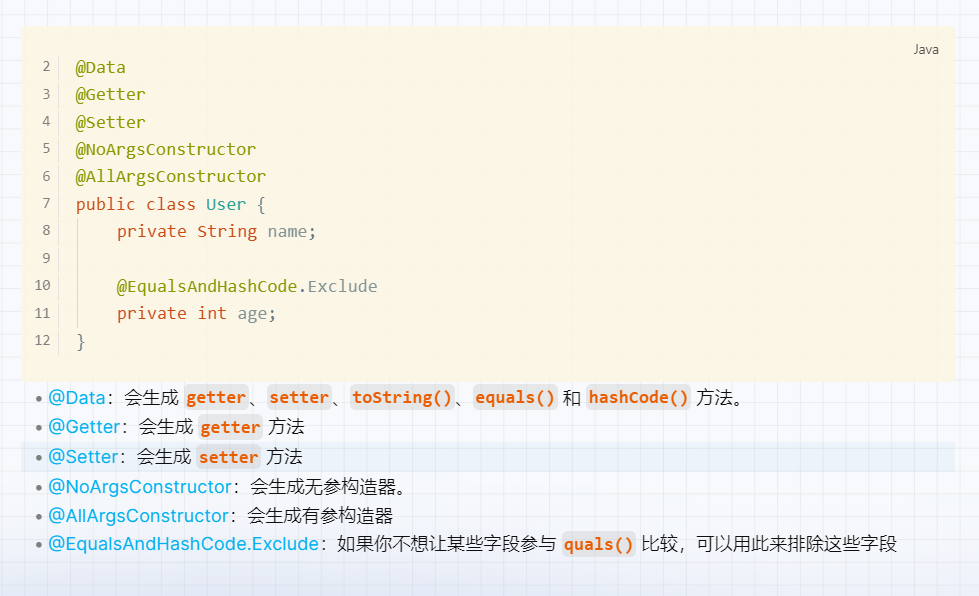 Java
2 @Data
3 @Getter
4 @Setter
5 @NoArgsConstructor
6 @AllArgsConstructor
7 public class User {
8 private String name;
9
10 @EqualsAndHashCode.Exclude
11 private int age;
12 }
• @Data：会生成 getter、setter、toString()、equals() 和 hashCode() 方法。
• @Getter：会生成 getter 方法
• @Setter：会生成 setter 方法
• @NoArgsConstructor：会生成无参构造器。
• @AllArgsConstructor：会生成有参构造器
• @EqualsAndHashCode.Exclude：如果你不想让某些字段参与 quals() 比较，可以用此来排除这些字段